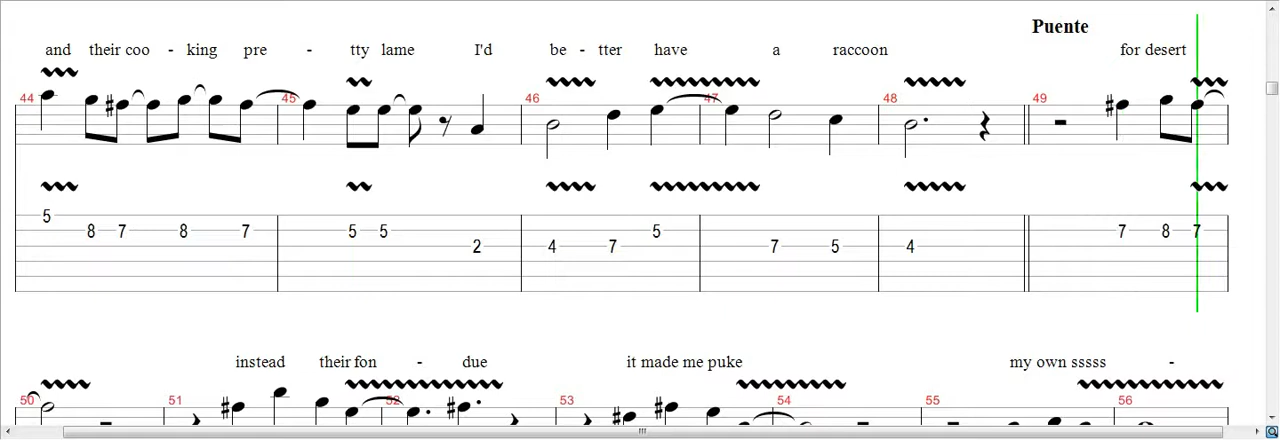 Puente
and their coo - king pre - tty lame I'd be - tter have a raccoon for desert
44 45 46 47 48 49
5 8 7 8 7 5 5 2 4 7 5 7 5 4 7 8 7
instead their fon - due it made me puke my own sssss -
50 51 52 53 54 55 56